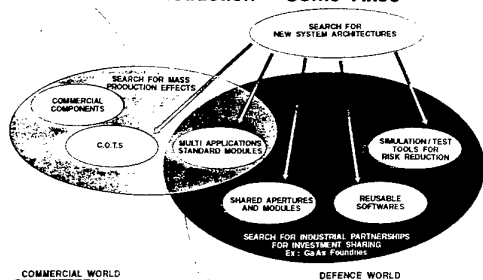 SEARCH FOR
NEW SYSTEM ARCHITECTURES
SEARCH FOR MASS
PRODUCTION EFFECTS
COMMERCIAL
COMPONENTS
C.O.T.S
MULTI APPLICATIONS
STANDARD MODULES
SIMULATION/TEST
TOOLS FOR
RISK REDUCTION
SHARED APERTURES
AND MODULES
REUSABLE
SOFTWARES
SEARCH FOR INDUSTRIAL PARTNERSHIPS
FOR INVESTMENT SHARING
Ex : GaAs Foundries
COMMERCIAL WORLD
DEFENCE WORLD